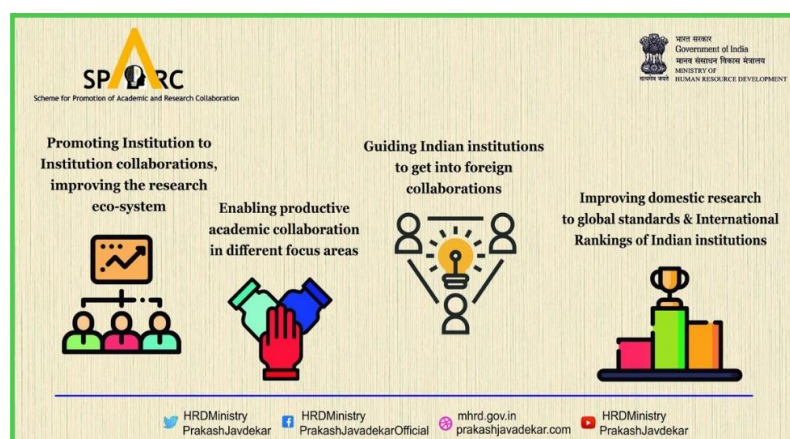 SPARC
Scheme for Promotion of Academic and Research Collaboration
भारत सरकार
Government of India
मानव संसाधन विकास मंत्रालय
MINISTRY OF
HUMAN RESOURCE DEVELOPMENT
सत्यमेव जयते
Promoting Institution to
Institution collaborations,
improving the research
eco-system
Enabling productive
academic collaboration
in different focus areas
Guiding Indian institutions
to get into foreign
collaborations
Improving domestic research
to global standards & International
Rankings of Indian institutions
HRDMinistry
PrakashJavdekar
HRDMinistry
PrakashJavadekarOfficial
mhrd.gov.in
prakashjavadekar.com
HRDMinistry
PrakashJavdekar